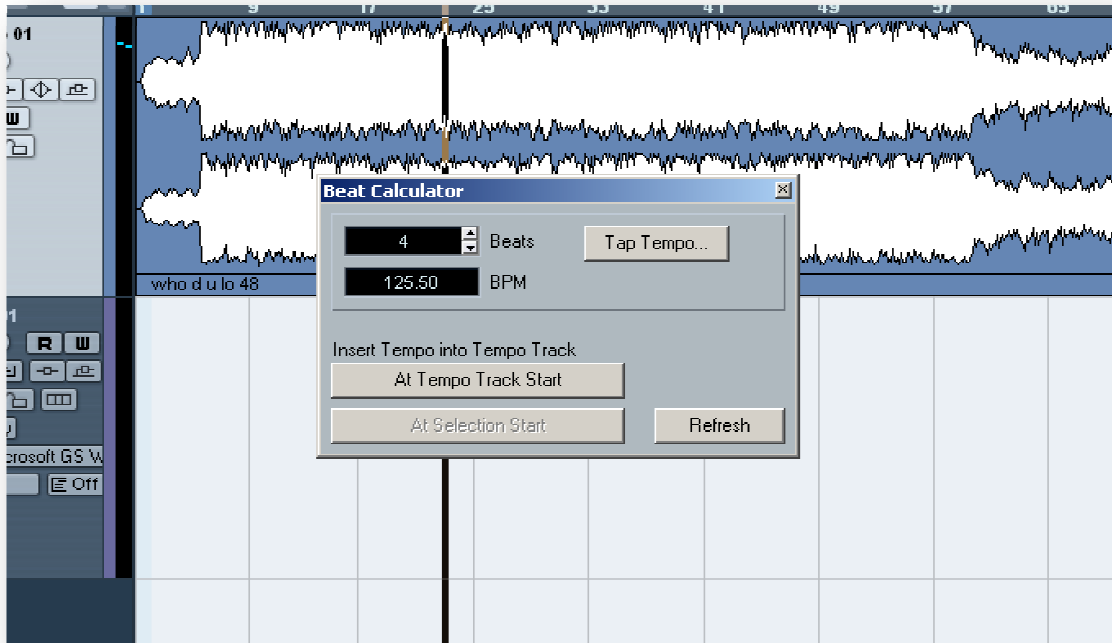 1 9 17 25 33 41 49 57 65
01
W
Beat Calculator
4 Beats Tap Tempo...
125.50 BPM
who d u lo 48
Insert Tempo into Tempo Track
R W
At Tempo Track Start
At Selection Start Refresh
crosoft GS W
Off